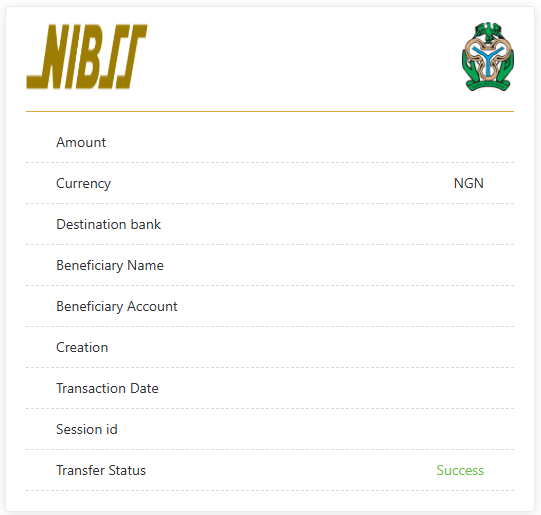 NIBSS
Amount
Currency NGN
Destination bank
Beneficiary Name
Beneficiary Account
Creation
Transaction Date
Session id
Transfer Status Success